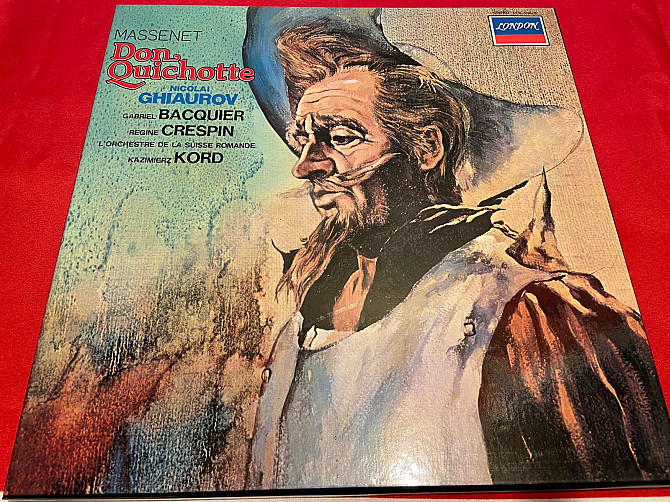 MASSENET
Don
Quichotte
NICOLAI
GHIAUROV
GABRIEL BACQUIER
RÉGINE CRESPIN
L'ORCHESTRE DE LA SUISSE ROMANDE
KAZIMIERZ KORD
LONDON